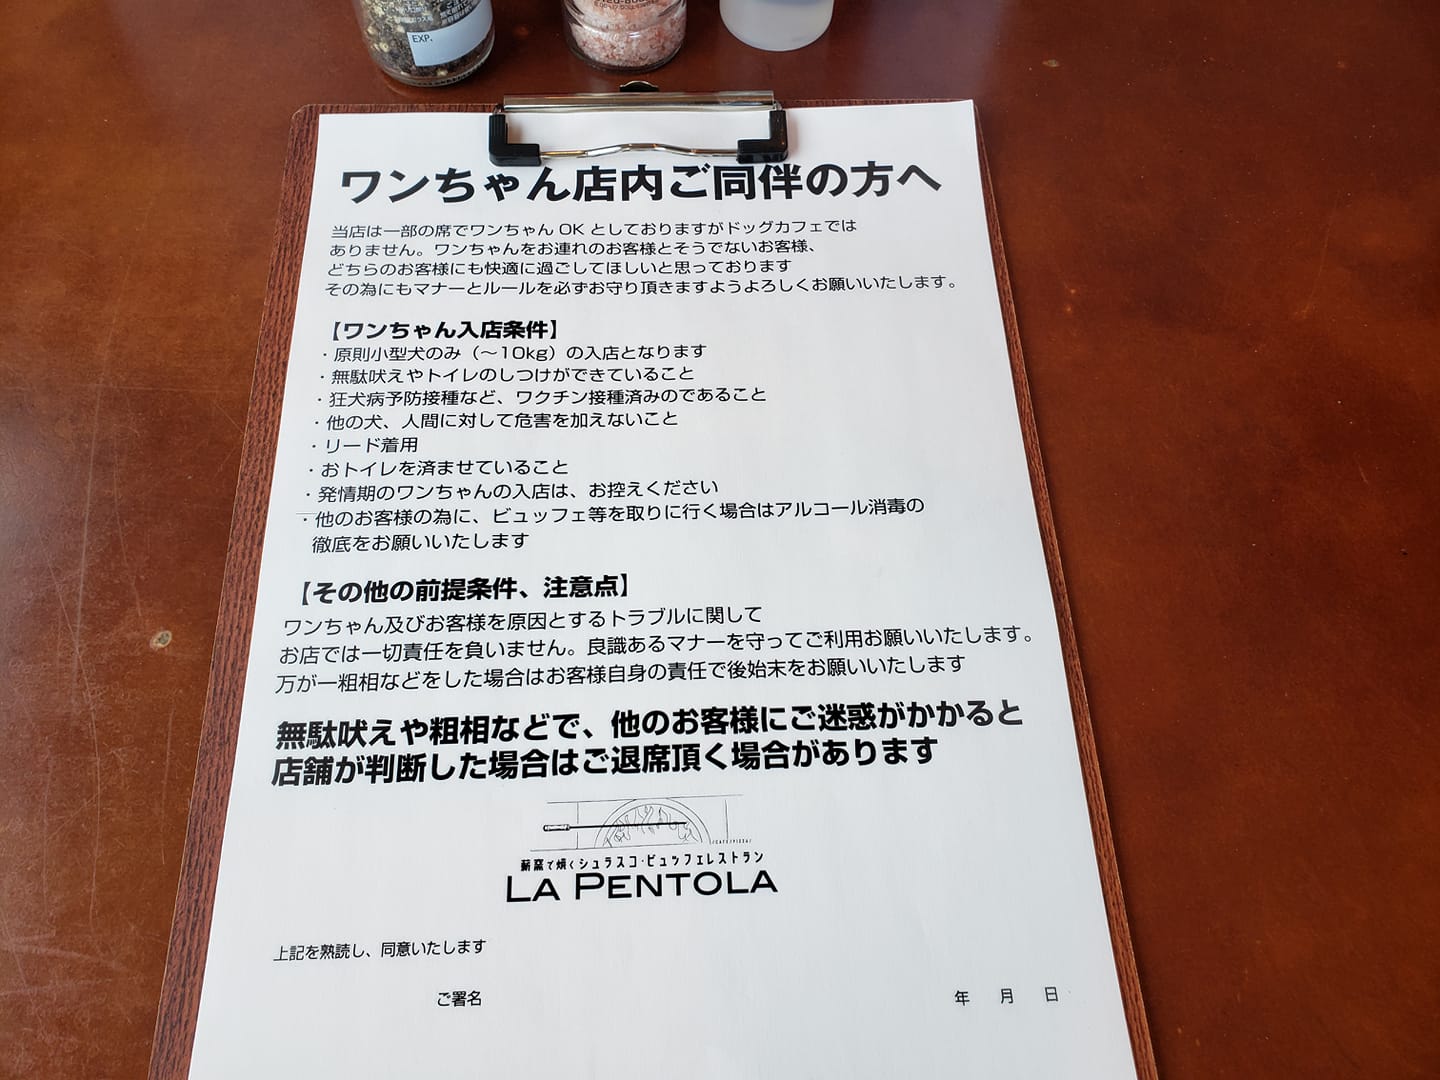 EXP.
ワンちゃん店内ご同伴の方へ
当店は一部の席でワンちゃん OK としておりますがドッグカフェでは
ありません。ワンちゃんをお連れのお客様とそうでないお客様、
どちらのお客様にも快適に過ごしてほしいと思っております
その為にもマナーとルールを必ずお守り頂きますようよろしくお願いいたします。
【ワンちゃん入店条件】
・原則小型犬のみ（～10kg）の入店となります
・無駄吠えやトイレのしつけができていること
・狂犬病予防接種など、ワクチン接種済みのであること
・他の犬、人間に対して危害を加えないこと
・リード着用
・おトイレを済ませていること
・発情期のワンちゃんの入店は、お控えください
・他のお客様の為に、ビュッフェ等を取りに行く場合はアルコール消毒の
徹底をお願いいたします
【その他の前提条件、注意点】
ワンちゃん及びお客様を原因とするトラブルに関して
お店では一切責任を負いません。良識あるマナーを守ってご利用お願いいたします。
万が一粗相などをした場合はお客様自身の責任で後始末をお願いいたします
無駄吠えや粗相などで、他のお客様にご迷惑がかかると
店舗が判断した場合はご退席頂く場合があります
薪窯で焼くシュラスコ・ビュッフェレストラン
LA PENTOLA
上記を熟読し、同意いたします
ご署名 年 月 日